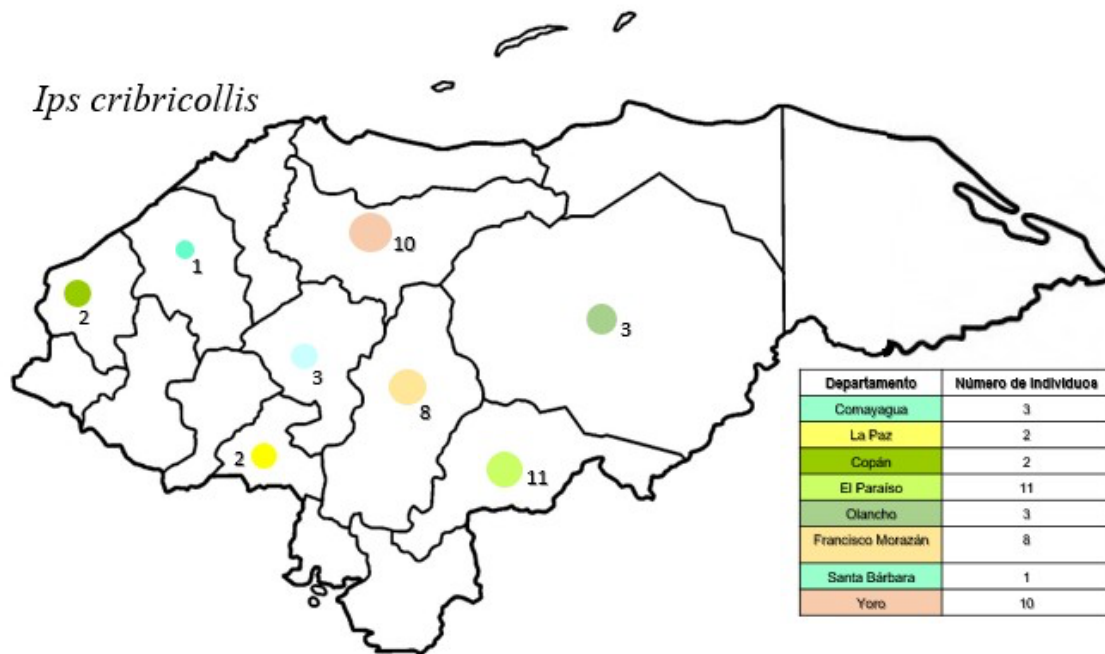 Ips cribricollis
10
1
2
3
3
8
2
11
Departamento Número de Individuos
Comayagua 3
La Paz 2
Copán 2
El Paraíso 11
Olancho 3
Francisco Morazán 8
Santa Bárbara 1
Yoro 10